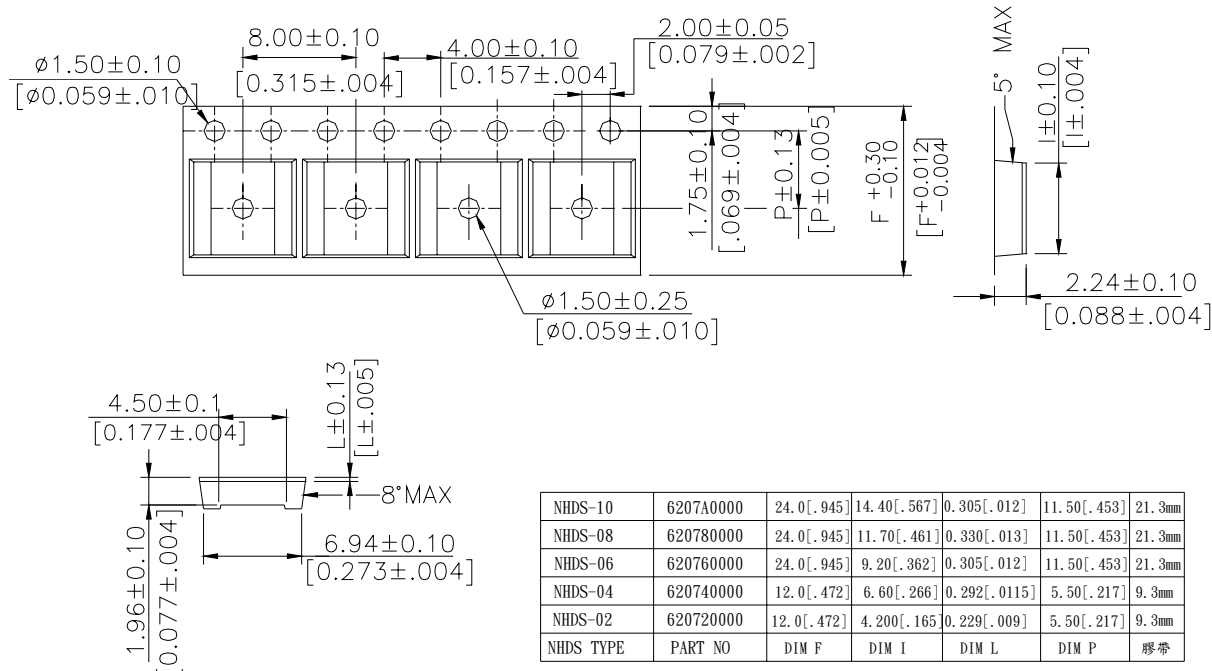 8.00±0.10
[0.315±.004]
4.00±0.10
[0.157±.004]
2.00±0.05
[0.079±.002]
ø1.50±0.10
[ø0.059±.010]
1.75±0.10
[.069±.004]
P±0.13
[P±0.005]
F +0.30 -0.10
[F+0.012 -0.004]
5° MAX
I±0.10
[I±.004]
2.24±0.10
[0.088±.004]
ø1.50±0.25
[ø0.059±.010]
4.50±0.1
[0.177±.004]
L±0.13
[L±.005]
8°MAX
1.96±0.10
[0.077±.004]
6.94±0.10
[0.273±.004]
NHDS-10 6207A0000 24.0[.945] 14.40[.567] 0.305[.012] 11.50[.453] 21.3mm
NHDS-08 620780000 24.0[.945] 11.70[.461] 0.330[.013] 11.50[.453] 21.3mm
NHDS-06 620760000 24.0[.945] 9.20[.362] 0.305[.012] 11.50[.453] 21.3mm
NHDS-04 620740000 12.0[.472] 6.60[.266] 0.292[.0115] 5.50[.217] 9.3mm
NHDS-02 620720000 12.0[.472] 4.200[.165] 0.229[.009] 5.50[.217] 9.3mm
NHDS TYPE PART NO DIM F DIM I DIM L DIM P 膠帶